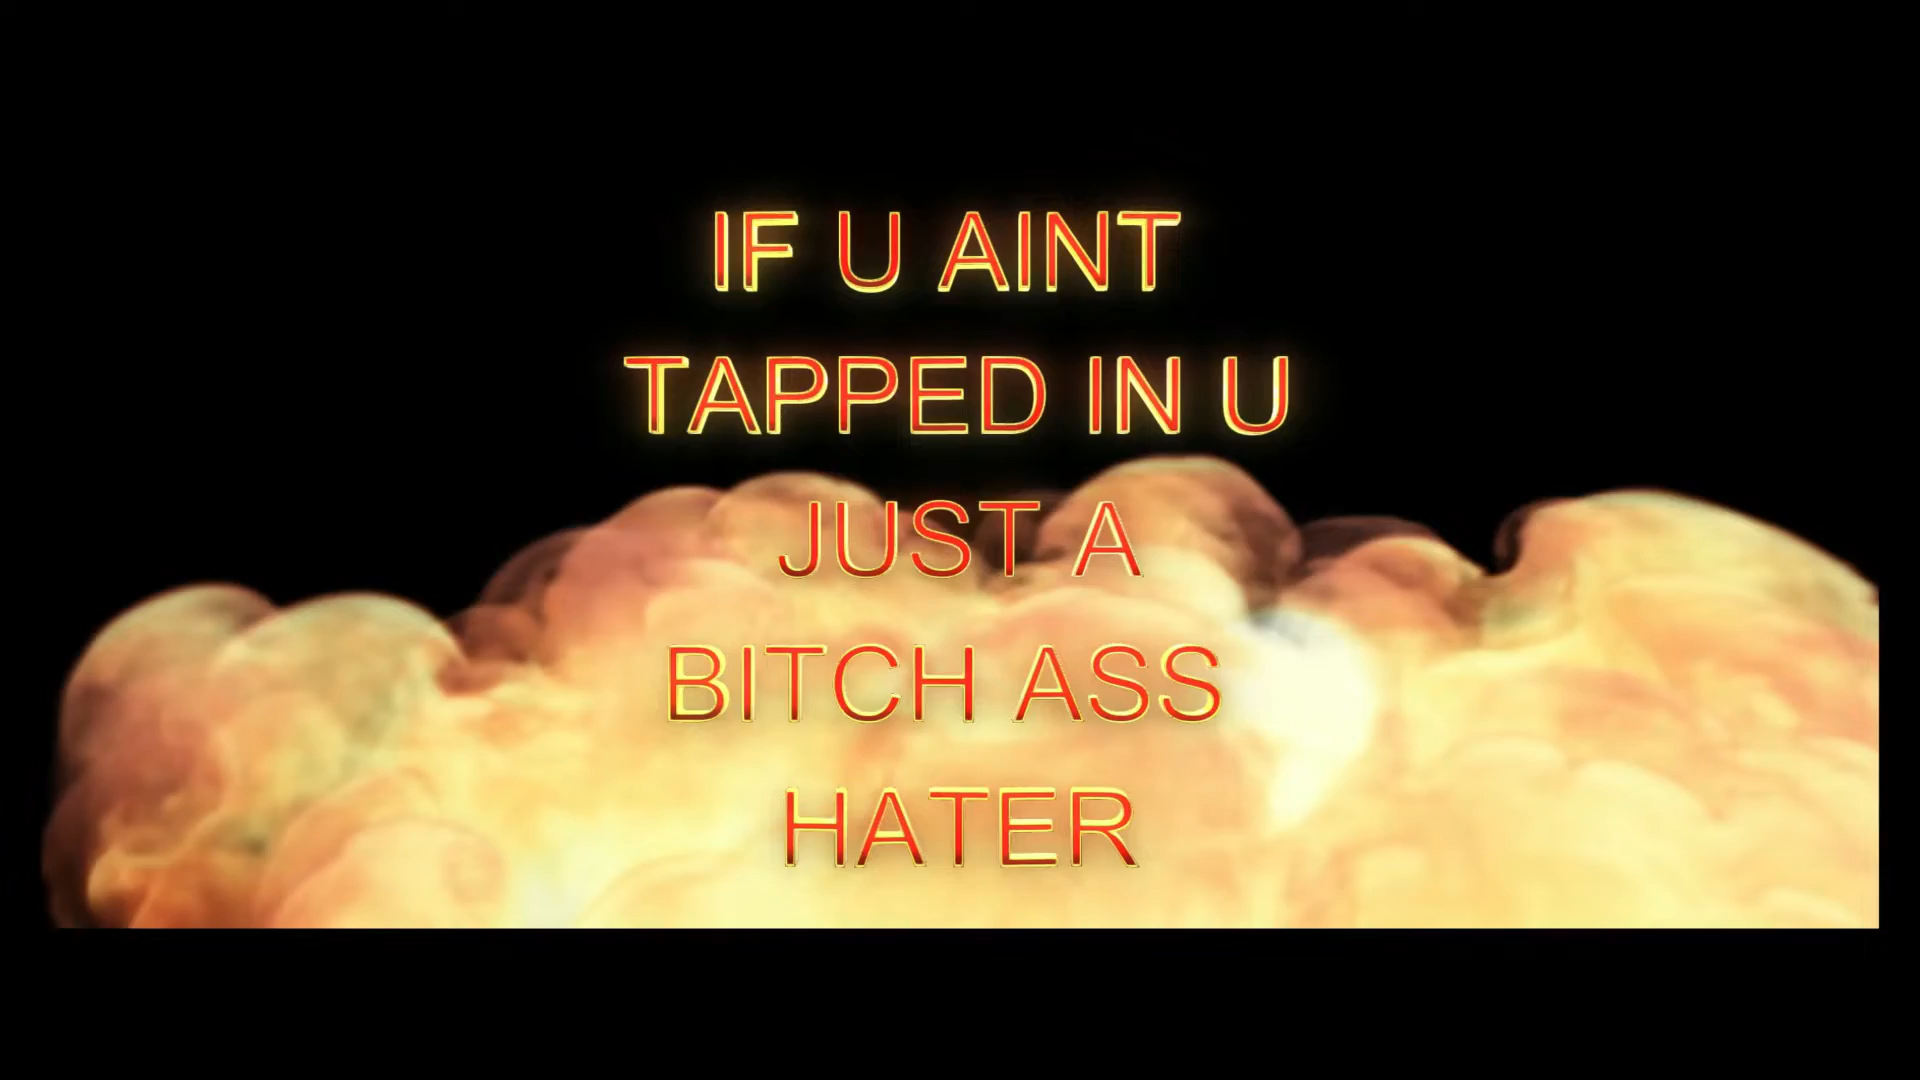 IF U AINT
TAPPED IN U
JUST A
BITCH ASS
HATER